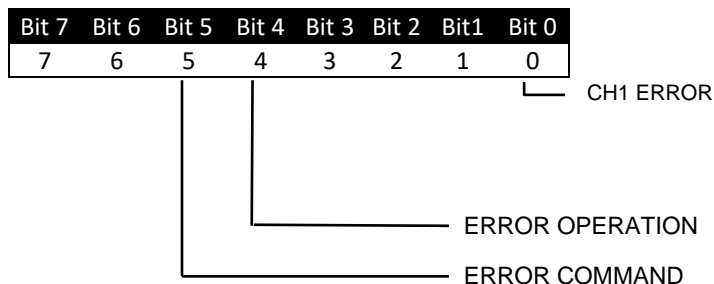 Bit 7 Bit 6 Bit 5 Bit 4 Bit 3 Bit 2 Bit1 Bit 0
7 6 5 4 3 2 1 0
CH1 ERROR
ERROR OPERATION
ERROR COMMAND